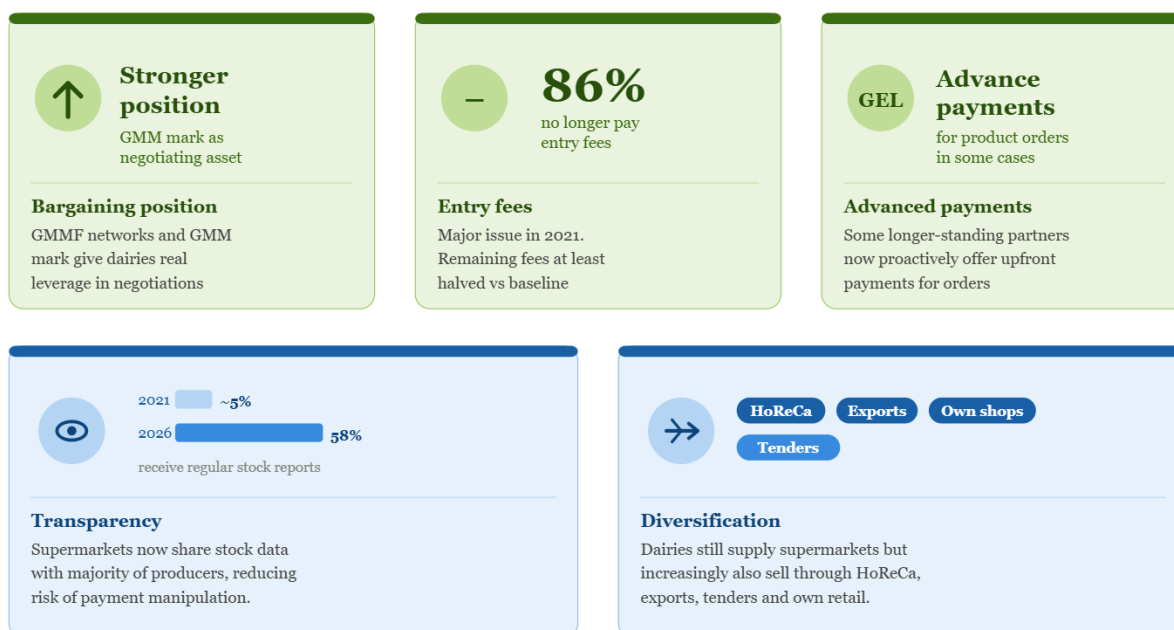 Stronger
position
GMM mark as
negotiating asset
Bargaining position
GMMF networks and GMM
mark give dairies real
leverage in negotiations
–
86%
no longer pay
entry fees
Entry fees
Major issue in 2021.
Remaining fees at least
halved vs baseline
GEL
Advance
payments
for product orders
in some cases
Advanced payments
Some longer-standing partners
now proactively offer upfront
payments for orders
2021 ~5%
2026 58%
receive regular stock reports
Transparency
Supermarkets now share stock data
with majority of producers, reducing
risk of payment manipulation.
HoReCa Exports Own shops
Tenders
Diversification
Dairies still supply supermarkets but
increasingly also sell through HoReCa,
exports, tenders and own retail.